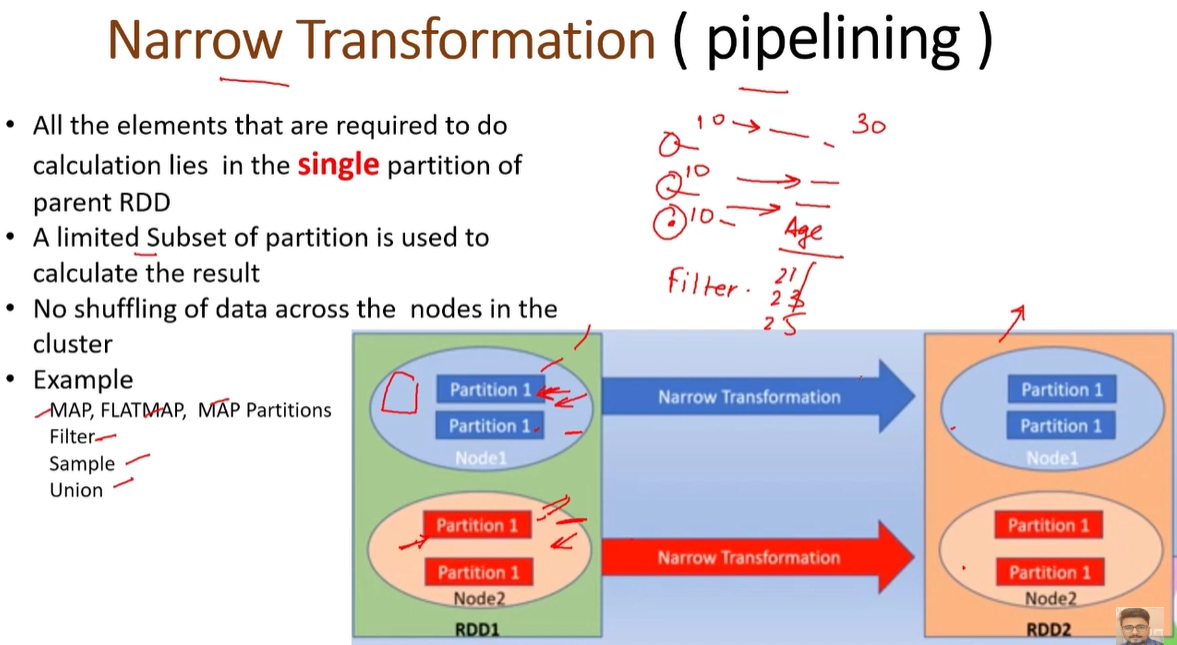 Narrow Transformation ( pipelining )
• All the elements that are required to do
calculation lies in the single partition of
parent RDD
• A limited Subset of partition is used to
calculate the result
• No shuffling of data across the nodes in the
cluster
• Example
MAP, FLATMAP, MAP Partitions
Filter
Sample
Union
10 30
10
10
Age
Filter. 21
23
25
Partition 1
Partition 1
Node1
Partition 1
Partition 1
Node2
RDD1
Narrow Transformation
Narrow Transformation
Partition 1
Partition 1
Node1
Partition 1
Partition 1
Node2
RDD2